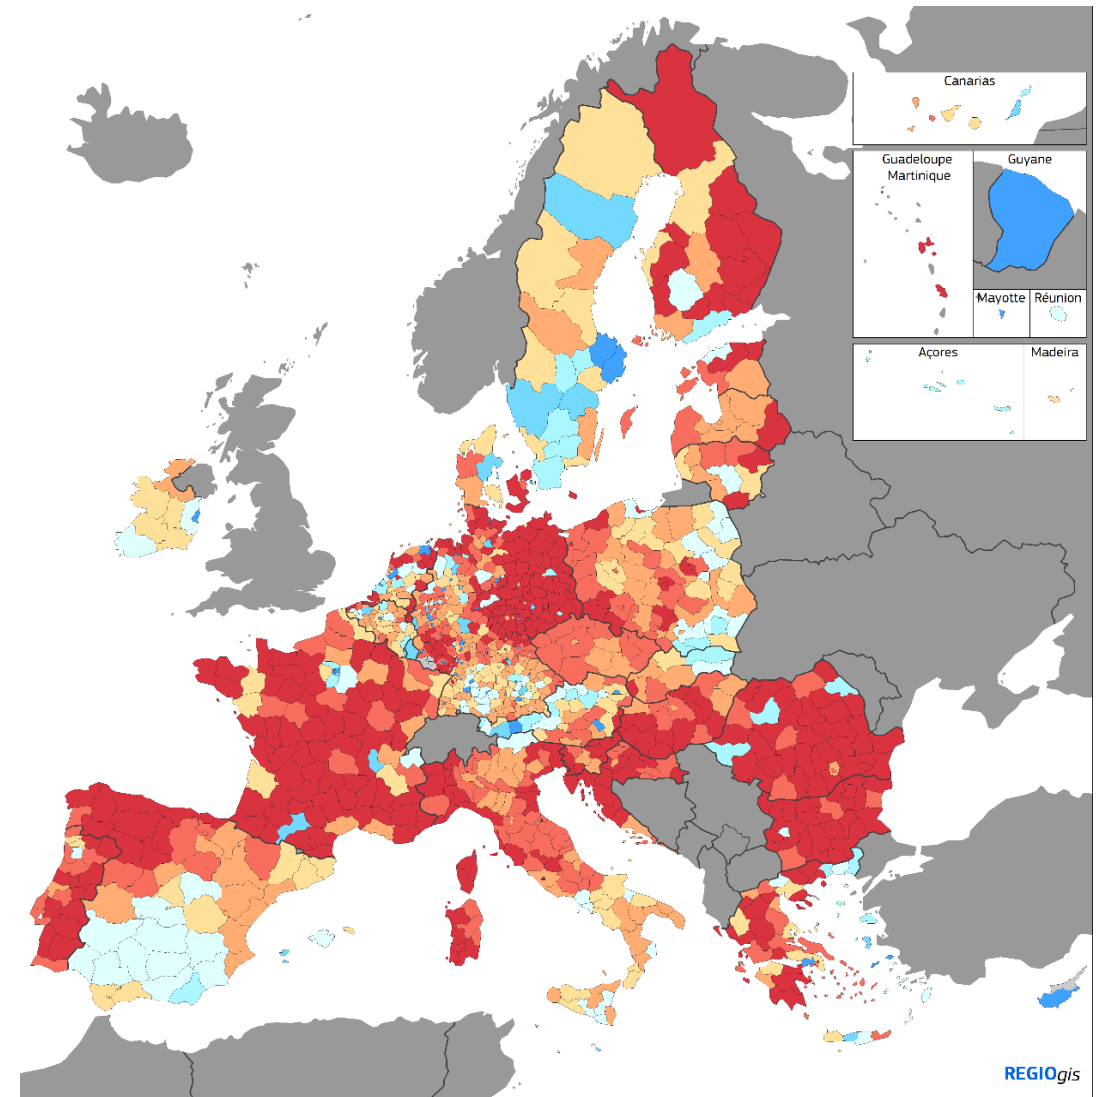 Canarias
Guadeloupe
Martinique
Guyane
Mayotte
Réunion
Açores
Madeira
REGIOgis